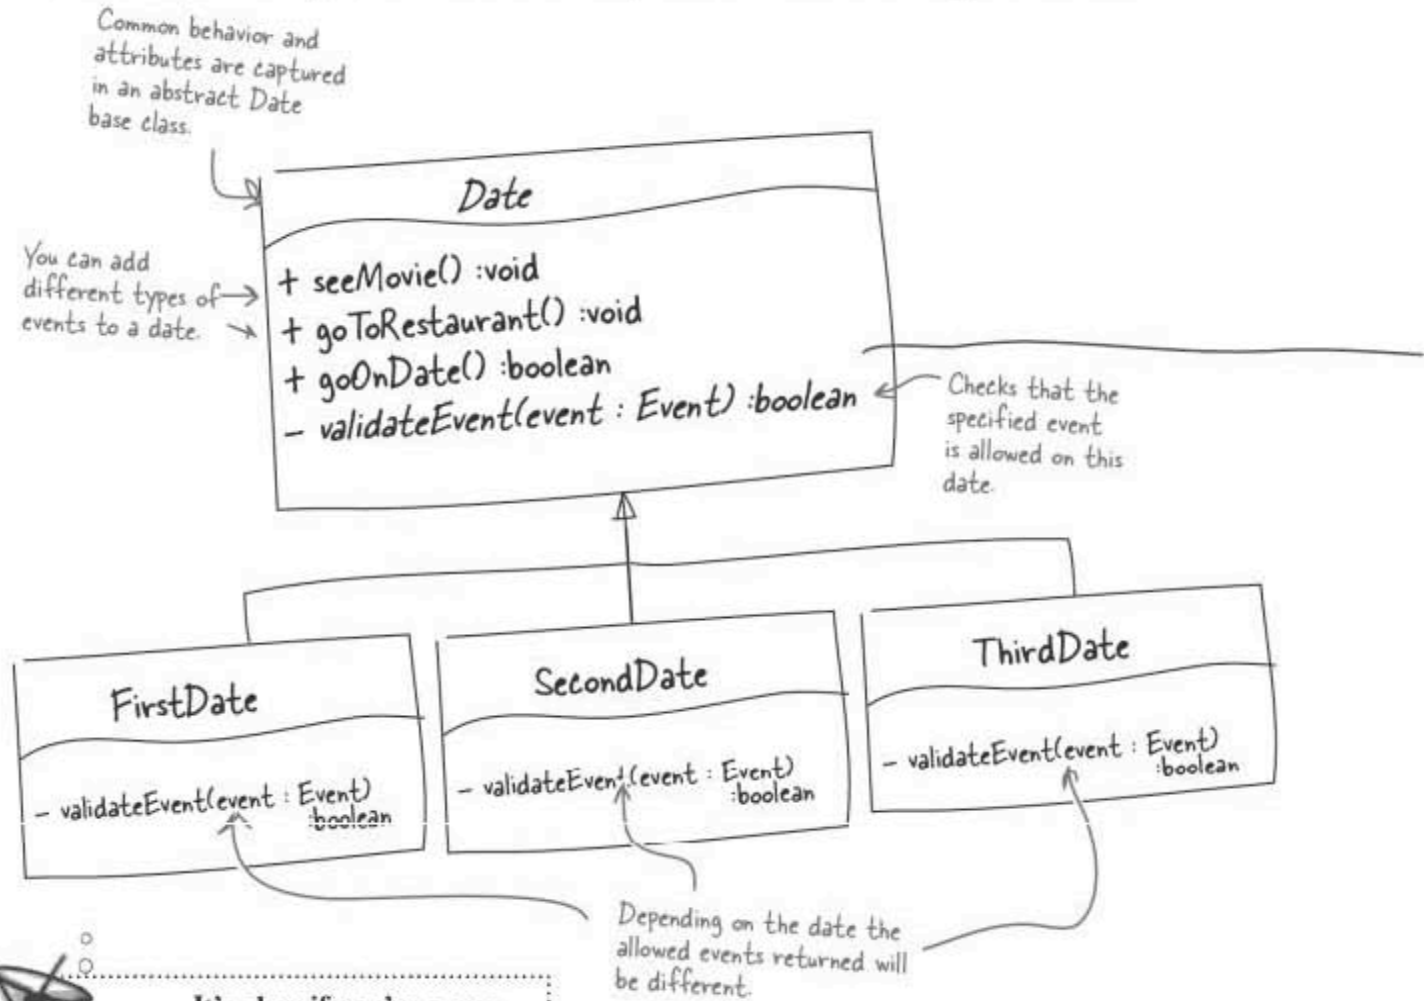 Common behavior and
attributes are captured
in an abstract Date
base class.
Date
You can add
different types of
events to a date.
+ seeMovie() :void
+ goToRestaurant() :void
+ goOnDate() :boolean
- validateEvent(event : Event) :boolean
Checks that the
specified event
is allowed on this
date.
FirstDate
- validateEvent(event : Event)
:boolean
SecondDate
- validateEvent(event : Event)
:boolean
ThirdDate
- validateEvent(event : Event)
:boolean
Depending on the date the
allowed events returned will
be different.